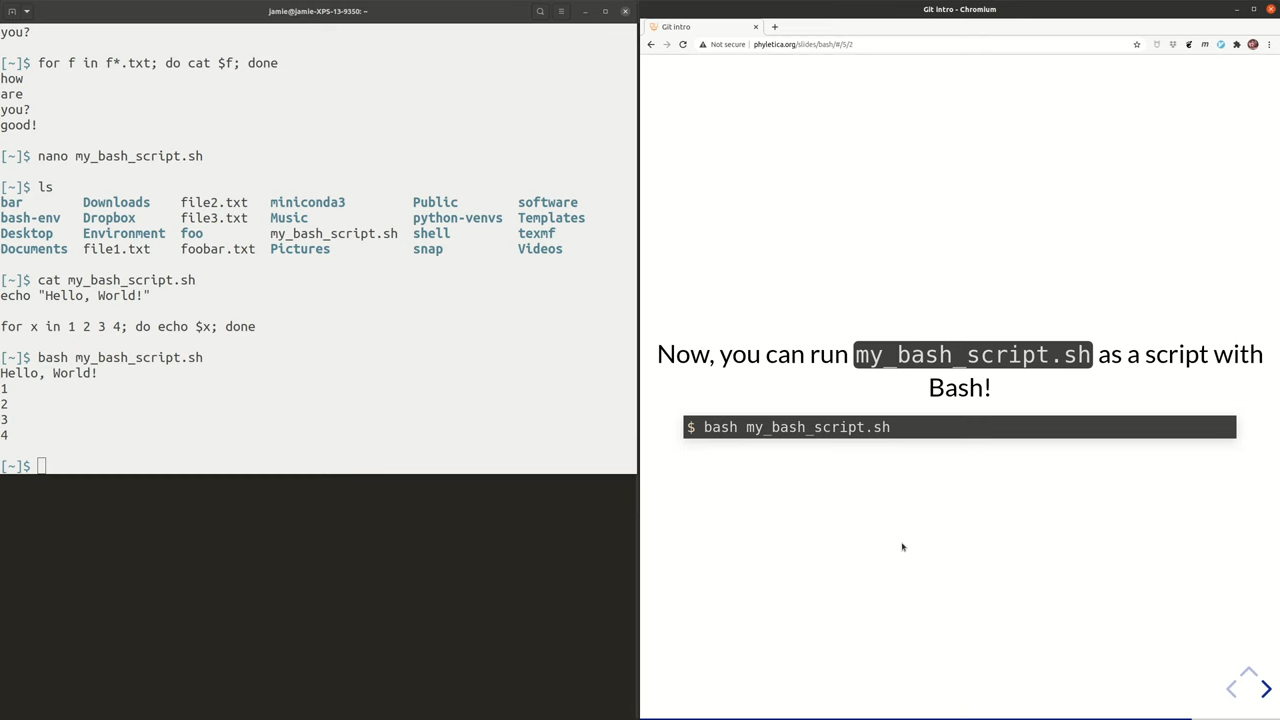 jamie@jamie-XPS-13-9350: ~
you?
[~]$ for f in f*.txt; do cat $f; done
how
are
you?
good!
[~]$ nano my_bash_script.sh
[~]$ ls
bar Downloads file2.txt miniconda3 Public software
bash-env Dropbox file3.txt Music python-venvs Templates
Desktop Environment foo my_bash_script.sh shell texmf
Documents file1.txt foobar.txt Pictures snap Videos
[~]$ cat my_bash_script.sh
echo "Hello, World!"
for x in 1 2 3 4; do echo $x; done
[~]$ bash my_bash_script.sh
Hello, World!
1
2
3
4
[~]$
Git intro - Chromium
Git intro
Not secure phyletica.org/slides/bash/#/5/2
Now, you can run my_bash_script.sh as a script with
Bash!
$ bash my_bash_script.sh